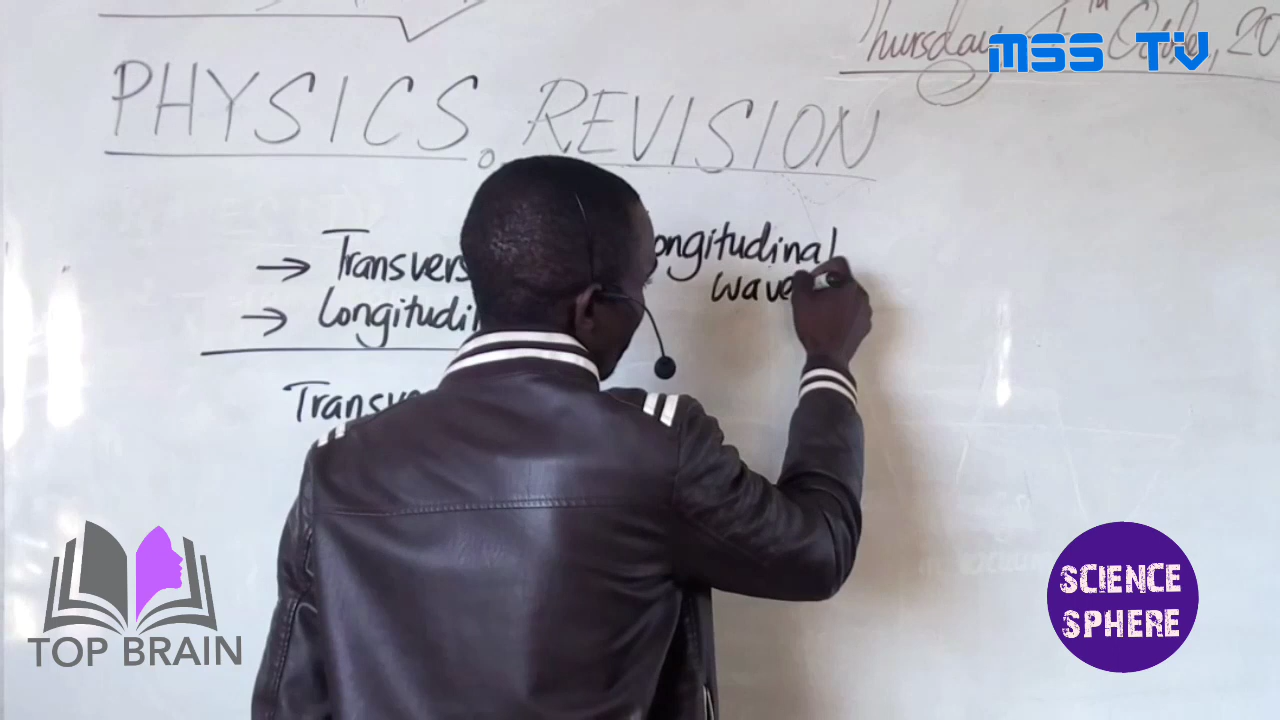 Thursday
MSS TV
PHYSICS REVISION
→ Transvers
ongitudinal
wave
→ Longitudi
Transv
TOP BRAIN
SCIENCE
SPHERE